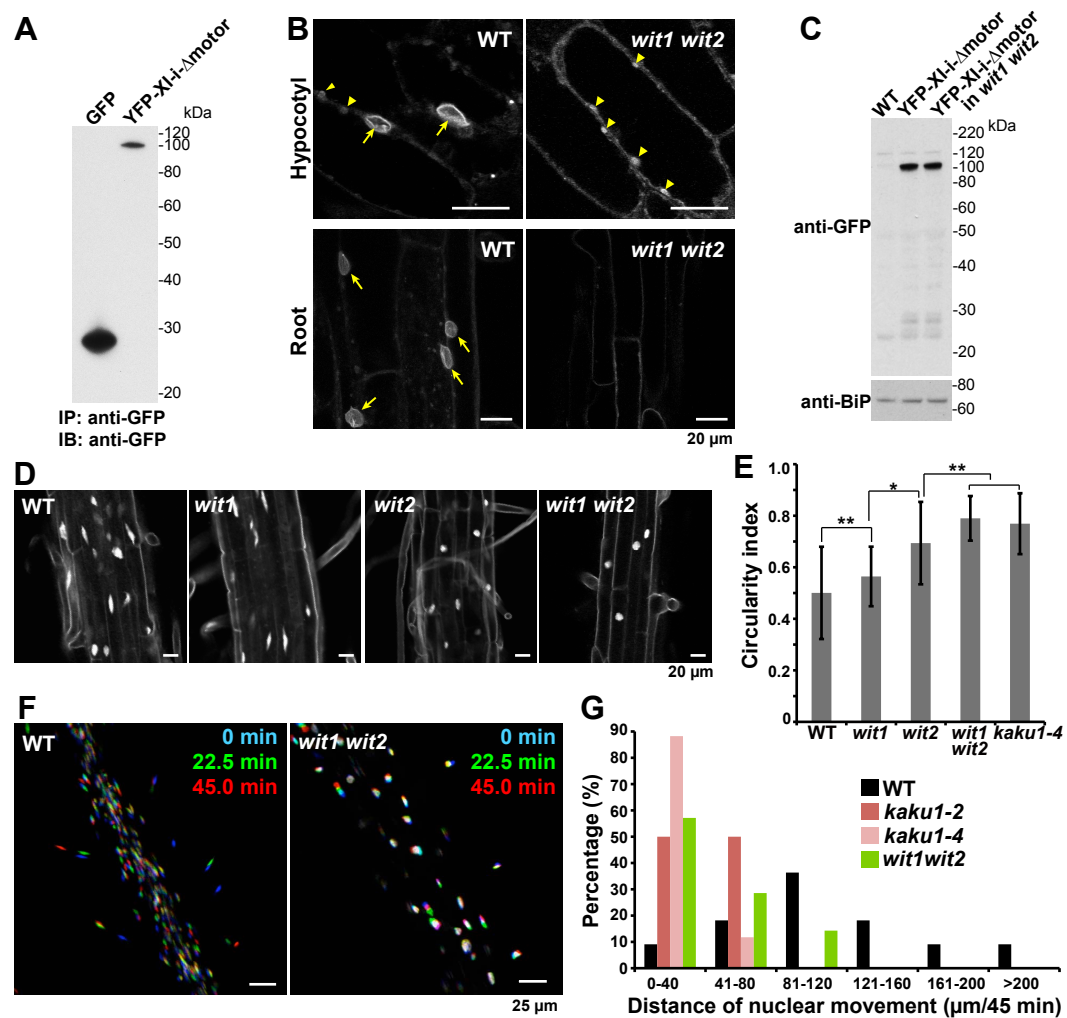 A
GFP
YFP-XI-i-Δmotor
kDa
-120
-100
-80
-60
-50
-40
-30
-20
IP: anti-GFP
IB: anti-GFP
B
Hypocotyl
WT
wit1 wit2
Root
WT
wit1 wit2
20 µm
C
WT
YFP-XI-i-Δmotor
YFP-XI-i-Δmotor
in wit1 wit2
kDa
-220
-120
-100
-80
-60
-50
-40
-30
-20
anti-GFP
-80
-60
anti-BiP
D
WT
wit1
wit2
wit1 wit2
20 µm
E
Circularity index
1.0
0.8
0.6
0.4
0.2
0
**
*
**
WT
wit1
wit2
wit1
wit2
kaku1-4
F
WT
0 min
22.5 min
45.0 min
wit1 wit2
0 min
22.5 min
45.0 min
25 µm
G
Percentage (%)
90
80
70
60
50
40
30
20
10
0
WT
kaku1-2
kaku1-4
wit1wit2
0-40
41-80
81-120
121-160
161-200
>200
Distance of nuclear movement (µm/45 min)